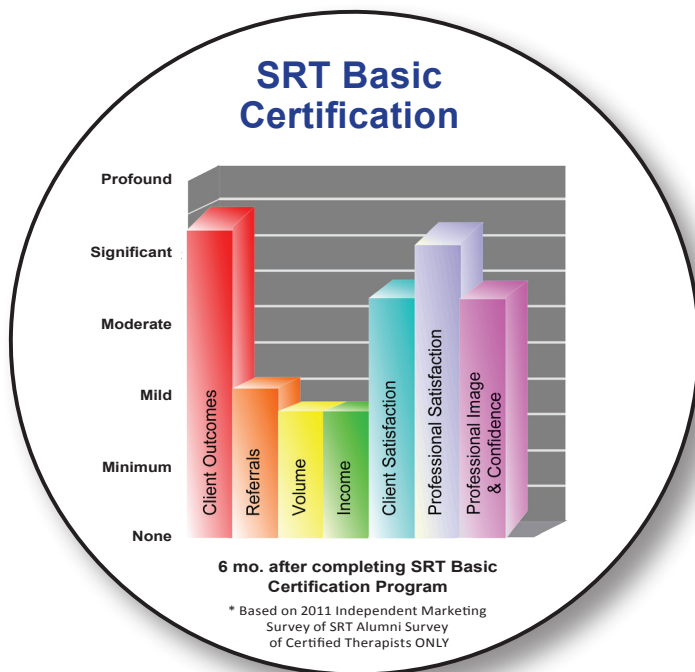 SRT Basic
Certification
Profound
Significant
Moderate
Mild
Minimum
None
Client Outcomes
Referrals
Volume
Income
Client Satisfaction
Professional Satisfaction
Professional Image
& Confidence
6 mo. after completing SRT Basic
Certification Program
* Based on 2011 Independent Marketing
Survey of SRT Alumni Survey
of Certified Therapists ONLY